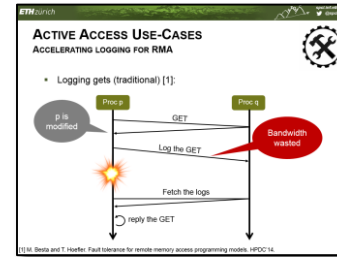 ETHzürich
ACTIVE ACCESS USE-CASES
ACCELERATING LOGGING FOR RMA
Logging gets (traditional) [1]:
Proc p
Proc q
p is
modified
GET
Log the GET
Bandwidth
wasted
Fetch the logs
reply the GET
[1] M. Besta and T. Hoefler. Fault tolerance for remote memory access programming models. HPDC'14.